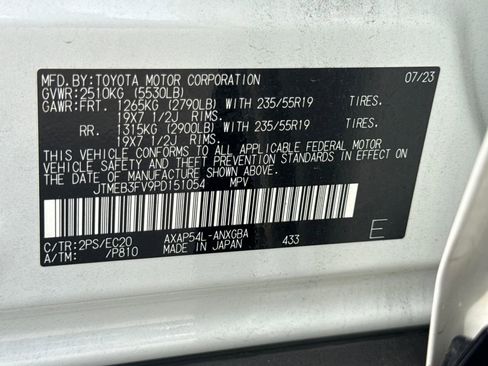 MFD.BY:TOYOTA MOTOR CORPORATION 07/23
GVWR:2510KG (5530LB)
GAWR:FRT. 1265KG (2790LB) WITH 235/55R19 TIRES.
19X7 1/2J RIMS.
RR. 1315KG (2900LB) WITH 235/55R19 TIRES.
19X7 1/2J RIMS.
THIS VEHICLE CONFORMS TO ALL APPLICABLE FEDERAL MOTOR
VEHICLE SAFETY AND THEFT PREVENTION STANDARDS IN EFFECT
ON THE DATE OF MANUFACTURE SHOWN ABOVE.
JTMEB3FV9PD151054 MPV
C/TR:2PS/EC20 AXAP54L-ANXGBA 433 E
A/TM: /P810 MADE IN JAPAN